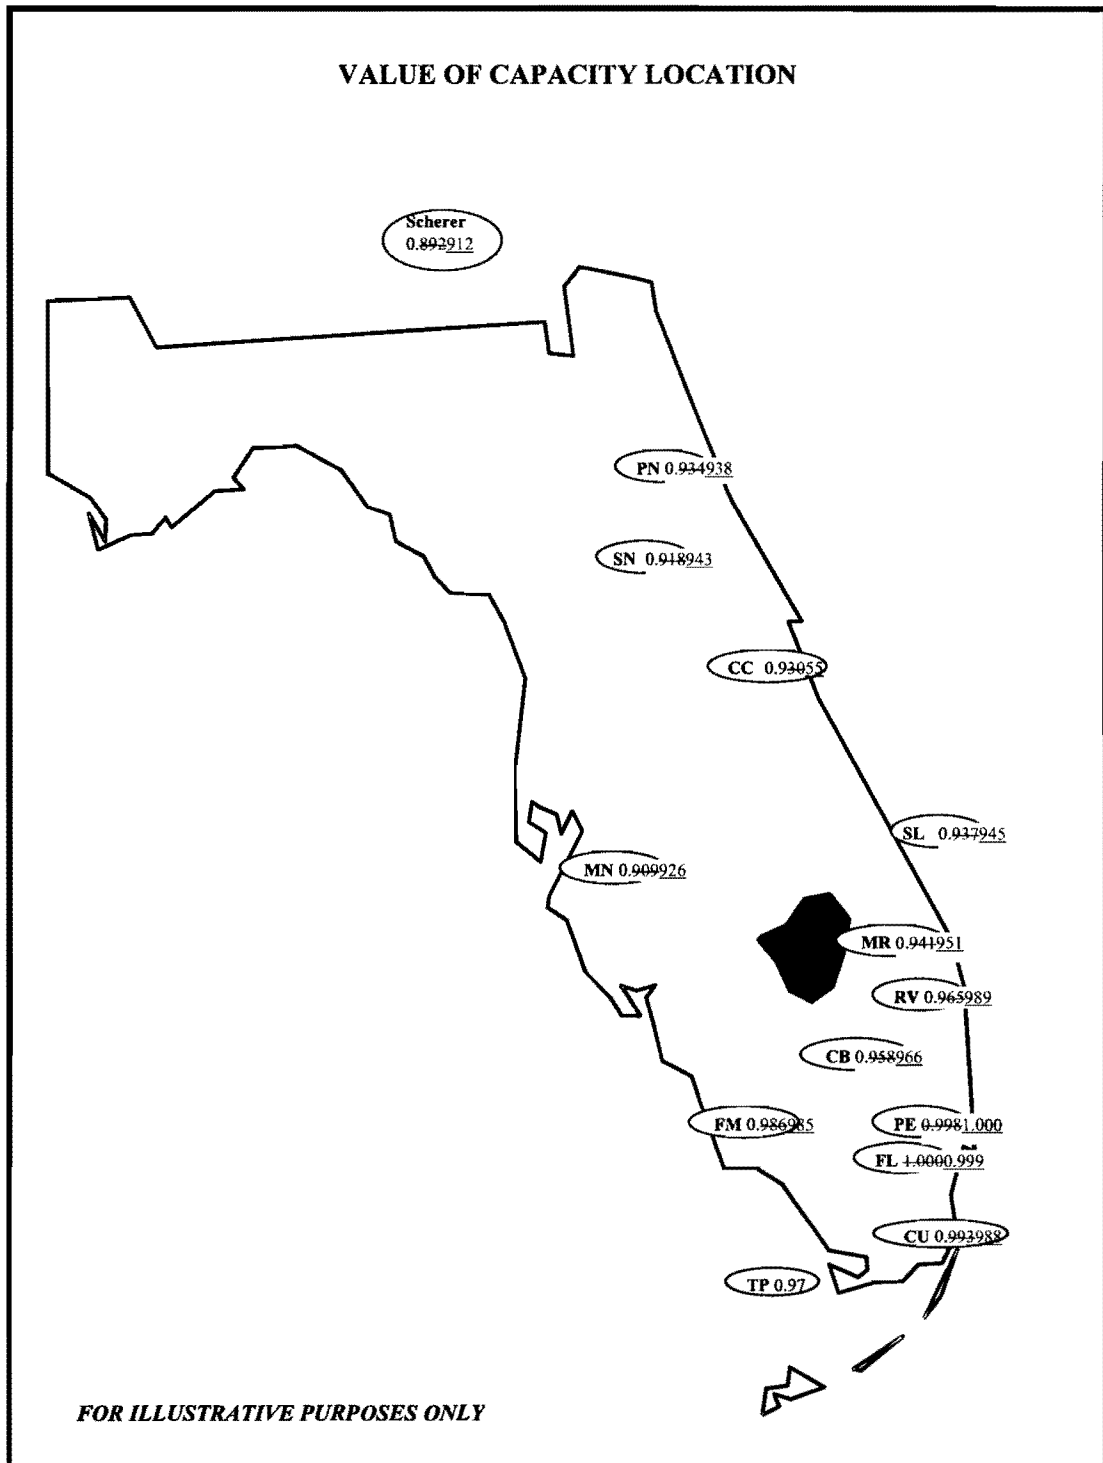 VALUE OF CAPACITY LOCATION
Scherer
0.892912
PN 0.934938
SN 0.918943
CC 0.93055
SL 0.937945
MN 0.909926
MR 0.941951
RV 0.965989
CB 0.958966
FM 0.986985
PE 0.9981.000
FL 1.0000.999
CU 0.993988
TP 0.97
FOR ILLUSTRATIVE PURPOSES ONLY